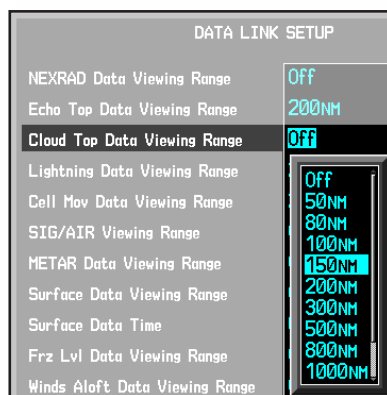 DATA LINK SETUP
NEXRAD Data Viewing Range Off
Echo Top Data Viewing Range 200NM
Cloud Top Data Viewing Range Off
Lightning Data Viewing Range
Cell Mov Data Viewing Range
SIG/AIR Viewing Range
METAR Data Viewing Range
Surface Data Viewing Range
Surface Data Time
Frz Lvl Data Viewing Range
Winds Aloft Data Viewing Range
Off
50NM
80NM
100NM
150NM
200NM
300NM
500NM
800NM
1000NM